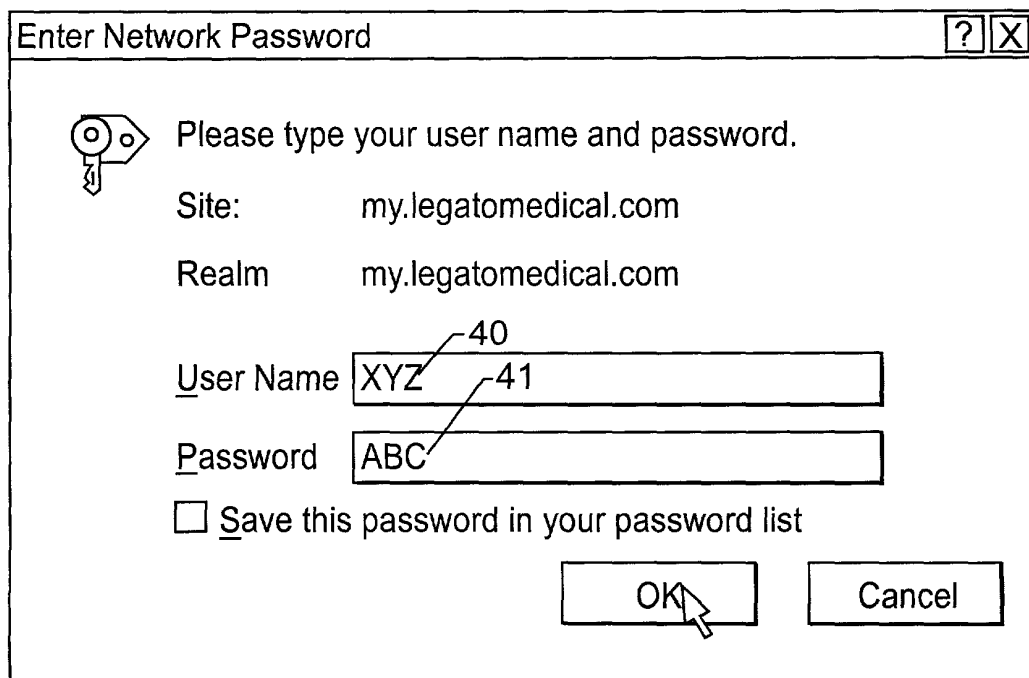 Enter Network Password ? X
Please type your user name and password.
Site: my.legatomedical.com
Realm my.legatomedical.com
40
User Name XYZ 41
Password ABC
Save this password in your password list
OK Cancel